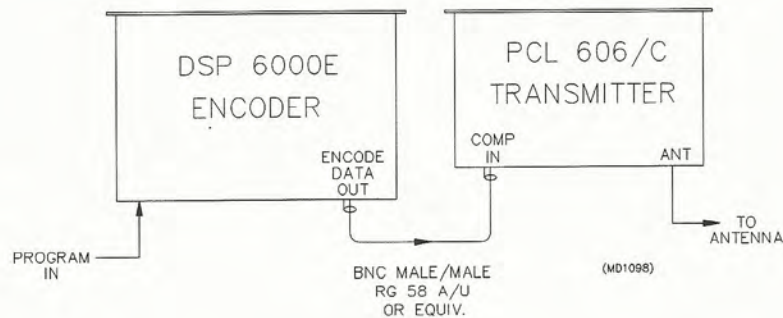 DSP 6000E
ENCODER
ENCODE
DATA
OUT
PROGRAM
IN
PCL 606/C
TRANSMITTER
COMP
IN
ANT
TO
ANTENNA
BNC MALE/MALE
RG 58 A/U
OR EQUIV.
(MD1098)